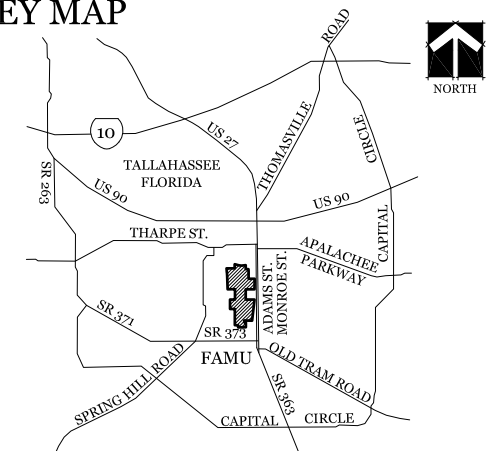 EY MAP
ROAD
NORTH
10
US 27
THOMASVILLE
CIRCLE
TALLAHASSEE
FLORIDA
SR 263
US 90
US 90
CAPITAL
THARPE ST.
APALACHEE
PARKWAY
ADAMS ST.
MONROE ST.
SR 371
SR 373
FAMU
OLD TRAM ROAD
SPRING HILL ROAD
SR 363
CAPITAL CIRCLE